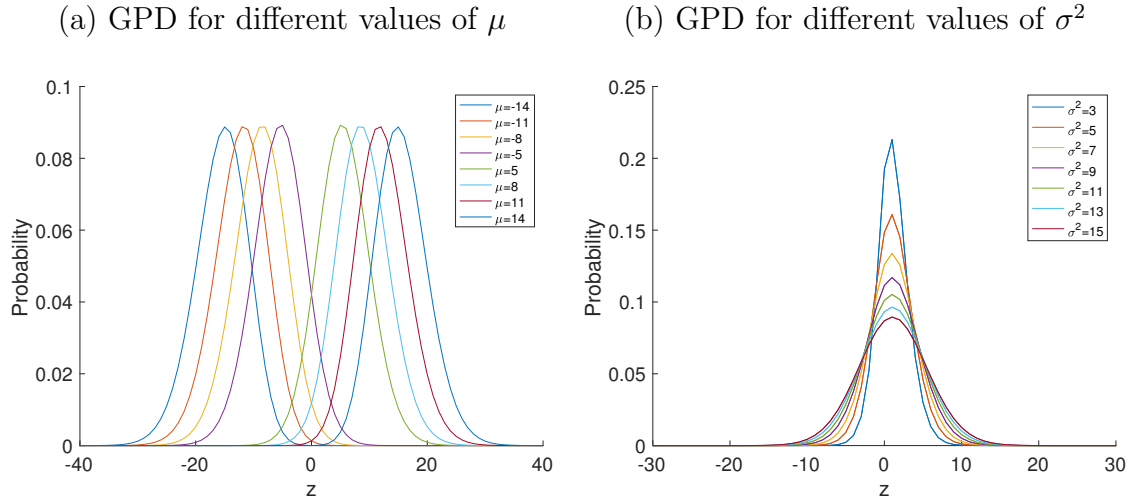 (a) GPD for different values of μ
(b) GPD for different values of σ²
0.1
0.08
0.06
0.04
0.02
0
Probability
-40
-20
0
20
40
z
μ=-14
μ=-11
μ=-8
μ=-5
μ=5
μ=8
μ=11
μ=14
0.25
0.2
0.15
0.1
0.05
0
Probability
-30
-20
-10
0
10
20
30
z
σ²=3
σ²=5
σ²=7
σ²=9
σ²=11
σ²=13
σ²=15